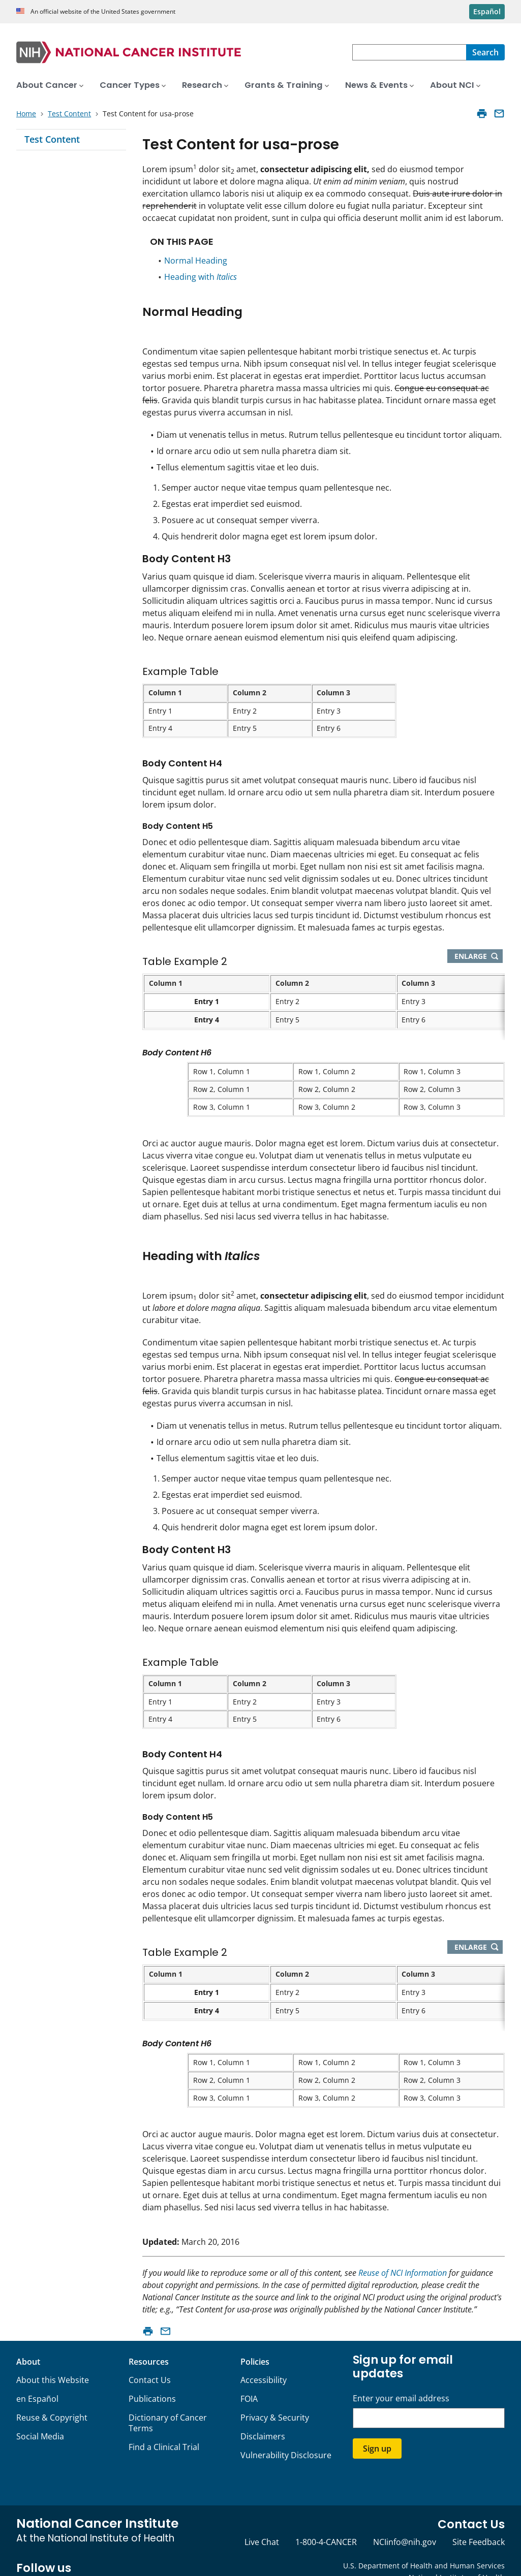 An official website of the United States government
Español
NIH NATIONAL CANCER INSTITUTE
Search
About Cancer
Cancer Types
Research
Grants & Training
News & Events
About NCI
Home
Test Content
Test Content for usa-prose
Test Content
Test Content for usa-prose
Lorem ipsum1 dolor sit2 amet, consectetur adipiscing elit, sed do eiusmod tempor
incididunt ut labore et dolore magna aliqua. Ut enim ad minim veniam, quis nostrud
exercitation ullamco laboris nisi ut aliquip ex ea commodo consequat. Duis aute irure dolor in
reprehenderit in voluptate velit esse cillum dolore eu fugiat nulla pariatur. Excepteur sint
occaecat cupidatat non proident, sunt in culpa qui officia deserunt mollit anim id est laborum.
ON THIS PAGE
• Normal Heading
• Heading with Italics
Normal Heading
Condimentum vitae sapien pellentesque habitant morbi tristique senectus et. Ac turpis
egestas sed tempus urna. Nibh ipsum consequat nisl vel. In tellus integer feugiat scelerisque
varius morbi enim. Est placerat in egestas erat imperdiet. Porttitor lacus luctus accumsan
tortor posuere. Pharetra pharetra massa massa ultricies mi quis. Congue eu consequat ac
felis. Gravida quis blandit turpis cursus in hac habitasse platea. Tincidunt ornare massa eget
egestas purus viverra accumsan in nisl.
• Diam ut venenatis tellus in metus. Rutrum tellus pellentesque eu tincidunt tortor aliquam.
• Id ornare arcu odio ut sem nulla pharetra diam sit.
• Tellus elementum sagittis vitae et leo duis.
1. Semper auctor neque vitae tempus quam pellentesque nec.
2. Egestas erat imperdiet sed euismod.
3. Posuere ac ut consequat semper viverra.
4. Quis hendrerit dolor magna eget est lorem ipsum dolor.
Body Content H3
Varius quam quisque id diam. Scelerisque viverra mauris in aliquam. Pellentesque elit
ullamcorper dignissim cras. Convallis aenean et tortor at risus viverra adipiscing at in.
Sollicitudin aliquam ultrices sagittis orci a. Faucibus purus in massa tempor. Nunc id cursus
metus aliquam eleifend mi in nulla. Amet venenatis urna cursus eget nunc scelerisque viverra
mauris. Interdum posuere lorem ipsum dolor sit amet. Ridiculus mus mauris vitae ultricies
leo. Neque ornare aenean euismod elementum nisi quis eleifend quam adipiscing.
Example Table
Column 1 Column 2 Column 3
Entry 1 Entry 2 Entry 3
Entry 4 Entry 5 Entry 6
Body Content H4
Quisque sagittis purus sit amet volutpat consequat mauris nunc. Libero id faucibus nisl
tincidunt eget nullam. Id ornare arcu odio ut sem nulla pharetra diam sit. Interdum posuere
lorem ipsum dolor.
Body Content H5
Donec et odio pellentesque diam. Sagittis aliquam malesuada bibendum arcu vitae
elementum curabitur vitae nunc. Diam maecenas ultricies mi eget. Eu consequat ac felis
donec et. Aliquam sem fringilla ut morbi. Eget nullam non nisi est sit amet facilisis magna.
Elementum curabitur vitae nunc sed velit dignissim sodales ut eu. Donec ultrices tincidunt
arcu non sodales neque sodales. Enim blandit volutpat maecenas volutpat blandit. Quis vel
eros donec ac odio tempor. Ut consequat semper viverra nam libero justo laoreet sit amet.
Massa placerat duis ultricies lacus sed turpis tincidunt id. Dictumst vestibulum rhoncus est
pellentesque elit ullamcorper dignissim. Et malesuada fames ac turpis egestas.
ENLARGE
Table Example 2
Column 1 Column 2 Column 3
Entry 1 Entry 2 Entry 3
Entry 4 Entry 5 Entry 6
Body Content H6
Row 1, Column 1 Row 1, Column 2 Row 1, Column 3
Row 2, Column 1 Row 2, Column 2 Row 2, Column 3
Row 3, Column 1 Row 3, Column 2 Row 3, Column 3
Orci ac auctor augue mauris. Dolor magna eget est lorem. Dictum varius duis at consectetur.
Lacus viverra vitae congue eu. Volutpat diam ut venenatis tellus in metus vulputate eu
scelerisque. Laoreet suspendisse interdum consectetur libero id faucibus nisl tincidunt.
Quisque egestas diam in arcu cursus. Lectus magna fringilla urna porttitor rhoncus dolor.
Sapien pellentesque habitant morbi tristique senectus et netus et. Turpis massa tincidunt dui
ut ornare. Eget duis at tellus at urna condimentum. Eget mi proin sed libero enim
diam phasellus. Sed nisi lacus sed viverra tellus in hac habitasse.
Heading with Italics
Lorem ipsum1 dolor sit2 amet, consectetur adipiscing elit, sed do eiusmod tempor incididunt
ut labore et dolore magna aliqua. Sagittis aliquam malesuada bibendum arcu vitae elementum
curabitur vitae.
Condimentum vitae sapien pellentesque habitant morbi tristique senectus et. Ac turpis
egestas sed tempus urna. Nibh ipsum consequat nisl vel. In tellus integer feugiat scelerisque
varius morbi enim. Est placerat in egestas erat imperdiet. Porttitor lacus luctus accumsan
tortor posuere. Pharetra pharetra massa massa ultricies mi quis. Congue eu consequat ac
felis. Gravida quis blandit turpis cursus in hac habitasse platea. Tincidunt ornare massa eget
egestas purus viverra accumsan in nisl.
• Diam ut venenatis tellus in metus. Rutrum tellus pellentesque eu tincidunt tortor aliquam.
• Id ornare arcu odio ut sem nulla pharetra diam sit.
• Tellus elementum sagittis vitae et leo duis.
1. Semper auctor neque vitae tempus quam pellentesque nec.
2. Egestas erat imperdiet sed euismod.
3. Posuere ac ut consequat semper viverra.
4. Quis hendrerit dolor magna eget est lorem ipsum dolor.
Body Content H3
Varius quam quisque id diam. Scelerisque viverra mauris in aliquam. Pellentesque elit
ullamcorper dignissim cras. Convallis aenean et tortor at risus viverra adipiscing at in.
Sollicitudin aliquam ultrices sagittis orci a. Faucibus purus in massa tempor. Nunc id cursus
metus aliquam eleifend mi in nulla. Amet venenatis urna cursus eget nunc scelerisque viverra
mauris. Interdum posuere lorem ipsum dolor sit amet. Ridiculus mus mauris vitae ultricies
leo. Neque ornare aenean euismod elementum nisi quis eleifend quam adipiscing.
Example Table
Column 1 Column 2 Column 3
Entry 1 Entry 2 Entry 3
Entry 4 Entry 5 Entry 6
Body Content H4
Quisque sagittis purus sit amet volutpat consequat mauris nunc. Libero id faucibus nisl
tincidunt eget nullam. Id ornare arcu odio ut sem nulla pharetra diam sit. Interdum posuere
lorem ipsum dolor.
Body Content H5
Donec et odio pellentesque diam. Sagittis aliquam malesuada bibendum arcu vitae
elementum curabitur vitae nunc. Diam maecenas ultricies mi eget. Eu consequat ac felis
donec et. Aliquam sem fringilla ut morbi. Eget nullam non nisi est sit amet facilisis magna.
Elementum curabitur vitae nunc sed velit dignissim sodales ut eu. Donec ultrices tincidunt
arcu non sodales neque sodales. Enim blandit volutpat maecenas volutpat blandit. Quis vel
eros donec ac odio tempor. Ut consequat semper viverra nam libero justo laoreet sit amet.
Massa placerat duis ultricies lacus sed turpis tincidunt id. Dictumst vestibulum rhoncus est
pellentesque elit ullamcorper dignissim. Et malesuada fames ac turpis egestas.
ENLARGE
Table Example 2
Column 1 Column 2 Column 3
Entry 1 Entry 2 Entry 3
Entry 4 Entry 5 Entry 6
Body Content H6
Row 1, Column 1 Row 1, Column 2 Row 1, Column 3
Row 2, Column 1 Row 2, Column 2 Row 2, Column 3
Row 3, Column 1 Row 3, Column 2 Row 3, Column 3
Orci ac auctor augue mauris. Dolor magna eget est lorem. Dictum varius duis at consectetur.
Lacus viverra vitae congue eu. Volutpat diam ut venenatis tellus in metus vulputate eu
scelerisque. Laoreet suspendisse interdum consectetur libero id faucibus nisl tincidunt.
Quisque egestas diam in arcu cursus. Lectus magna fringilla urna porttitor rhoncus dolor.
Sapien pellentesque habitant morbi tristique senectus et netus et. Turpis massa tincidunt dui
ut ornare. Eget duis at tellus at urna condimentum. Eget mi proin sed libero enim
diam phasellus. Sed nisi lacus sed viverra tellus in hac habitasse.
Updated: March 20, 2016
If you would like to reproduce some or all of this content, see Reuse of NCI Information for guidance
about copyright and permissions. In the case of permitted digital reproduction, please credit the
National Cancer Institute as the source and link to the original NCI product using the original product's
title; e.g., “Test Content for usa-prose was originally published by the National Cancer Institute.”
About
About this Website
en Español
Reuse & Copyright
Social Media
Resources
Contact Us
Publications
Dictionary of Cancer
Terms
Find a Clinical Trial
Policies
Accessibility
FOIA
Privacy & Security
Disclaimers
Vulnerability Disclosure
Sign up for email
updates
Enter your email address
Sign up
National Cancer Institute
At the National Institute of Health
Contact Us
Live Chat
1-800-4-CANCER
NCIinfo@nih.gov
Site Feedback
Follow us
U.S. Department of Health and Human Services